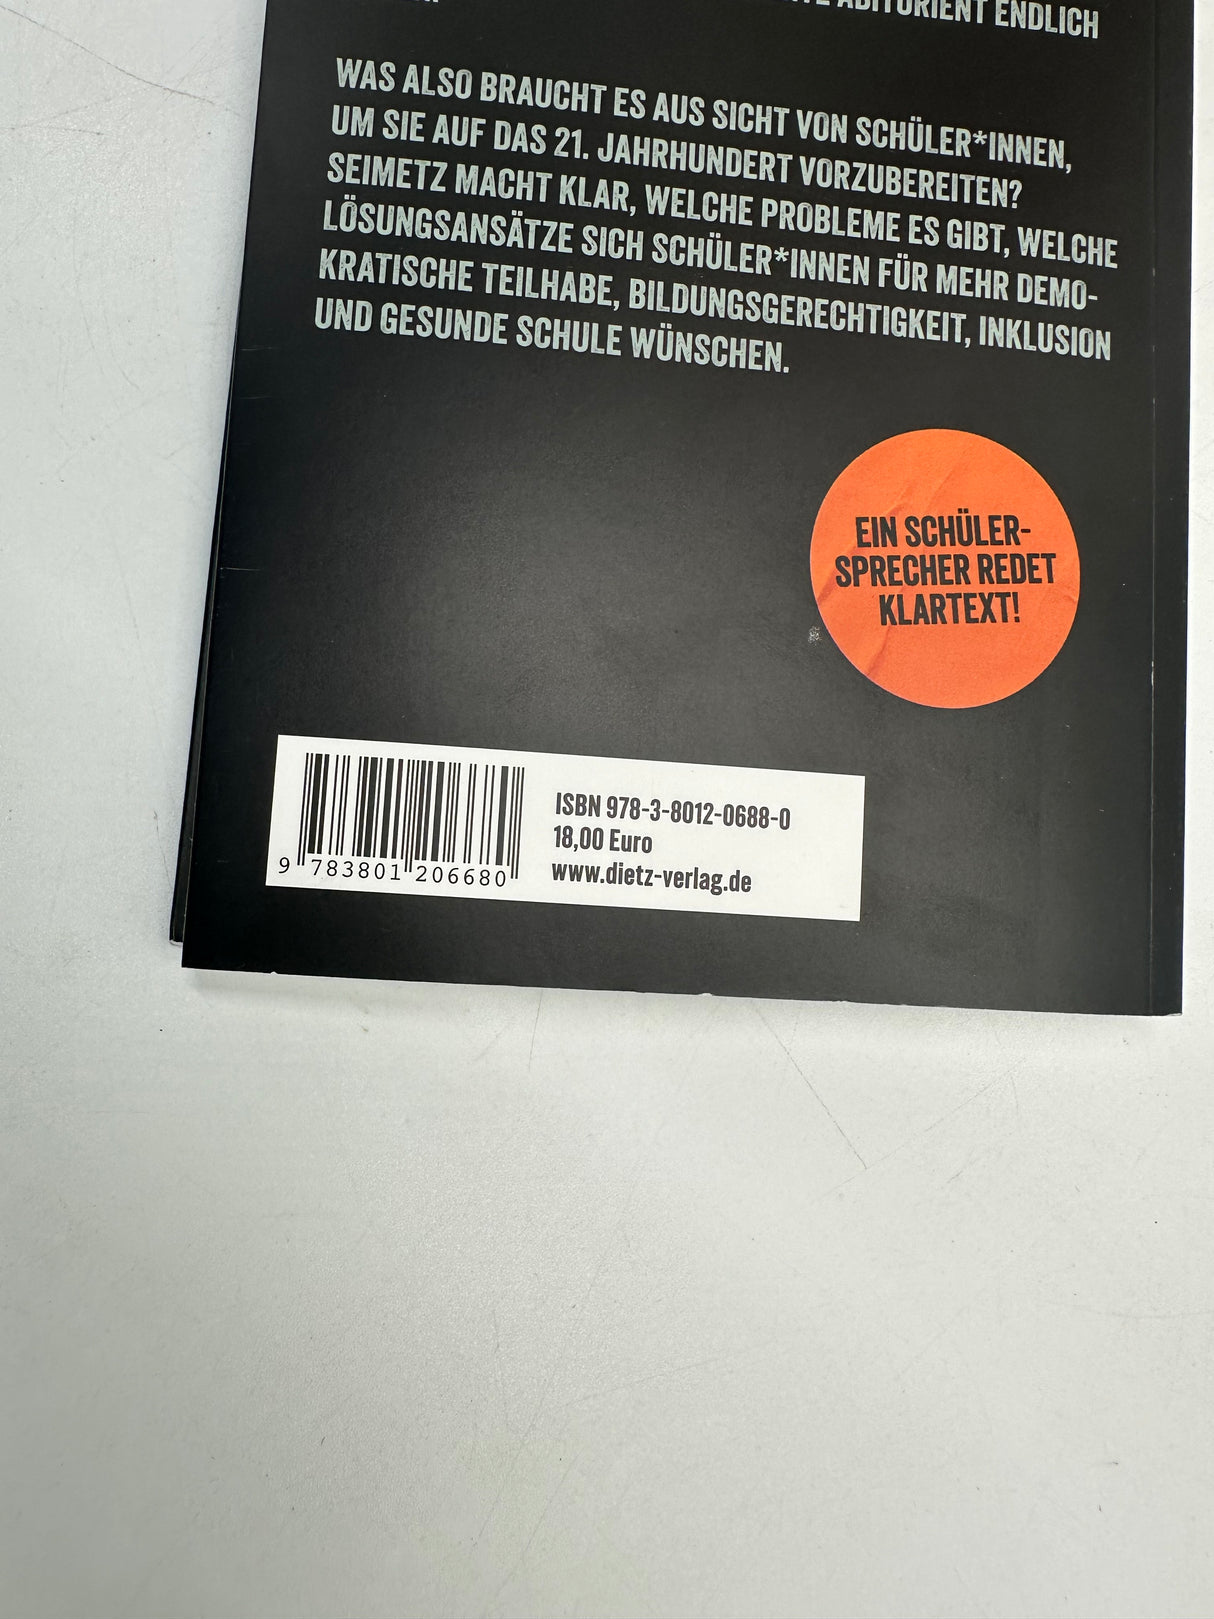 ABITURIENT ENDLICH
WAS ALSO BRAUCHT ES AUS SICHT VON SCHÜLER*INNEN,
UM SIE AUF DAS 21. JAHRHUNDERT VORZUBEREITEN?
SEIMETZ MACHT KLAR, WELCHE PROBLEME ES GIBT, WELCHE
LÖSUNGSANSÄTZE SICH SCHÜLER*INNEN FÜR MEHR DEMO-
KRATISCHE TEILHABE, BILDUNGSGERECHTIGKEIT, INKLUSION
UND GESUNDE SCHULE WÜNSCHEN.
EIN SCHÜLER-
SPRECHER REDET
KLARTEXT!
ISBN 978-3-8012-0688-0
18,00 Euro
www.dietz-verlag.de
9 783801 206680